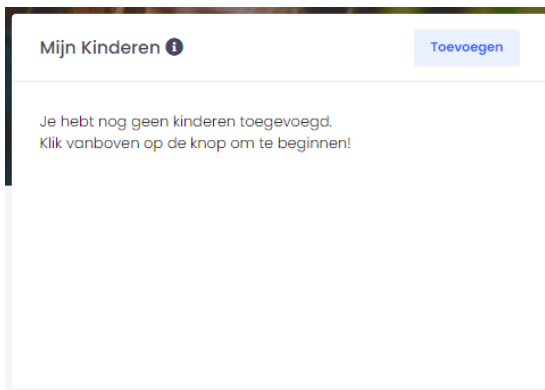 Mijn Kinderen
Toevoegen
Je hebt nog geen kinderen toegevoegd.
Klik vanboven op de knop om te beginnen!